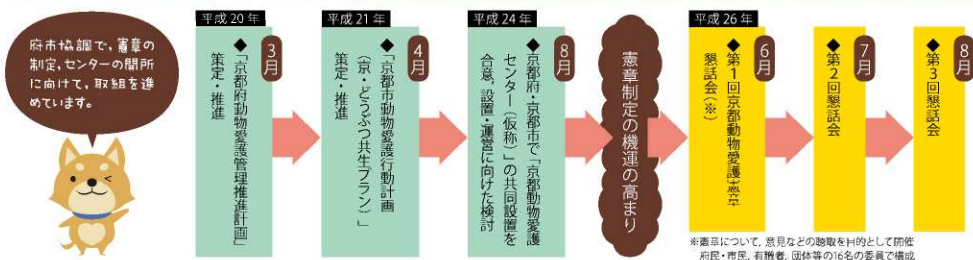 府市協調で、憲章の
制定、センターの開所
に向けて、取組を進
めています。
平成20年
3月
◆「京都府動物愛護管理推進計画」
策定・推進
平成21年
4月
◆「京都市動物愛護行動計画
(京・どうぶつ共生プラン)」
策定・推進
平成24年
8月
◆京都府・京都市で「京都動物愛護
センター(仮称)」の共同設置を
合意、設置・運営に向けた検討
憲章制定の機運の高まり
平成26年
6月
◆第1回京都動物愛護憲章
懇話会(※)
7月
◆第2回懇話会
8月
◆第3回懇話会
※憲章について、意見などの聴取を目的として開催
府民・市民、有識者、団体等の16名の委員で構成